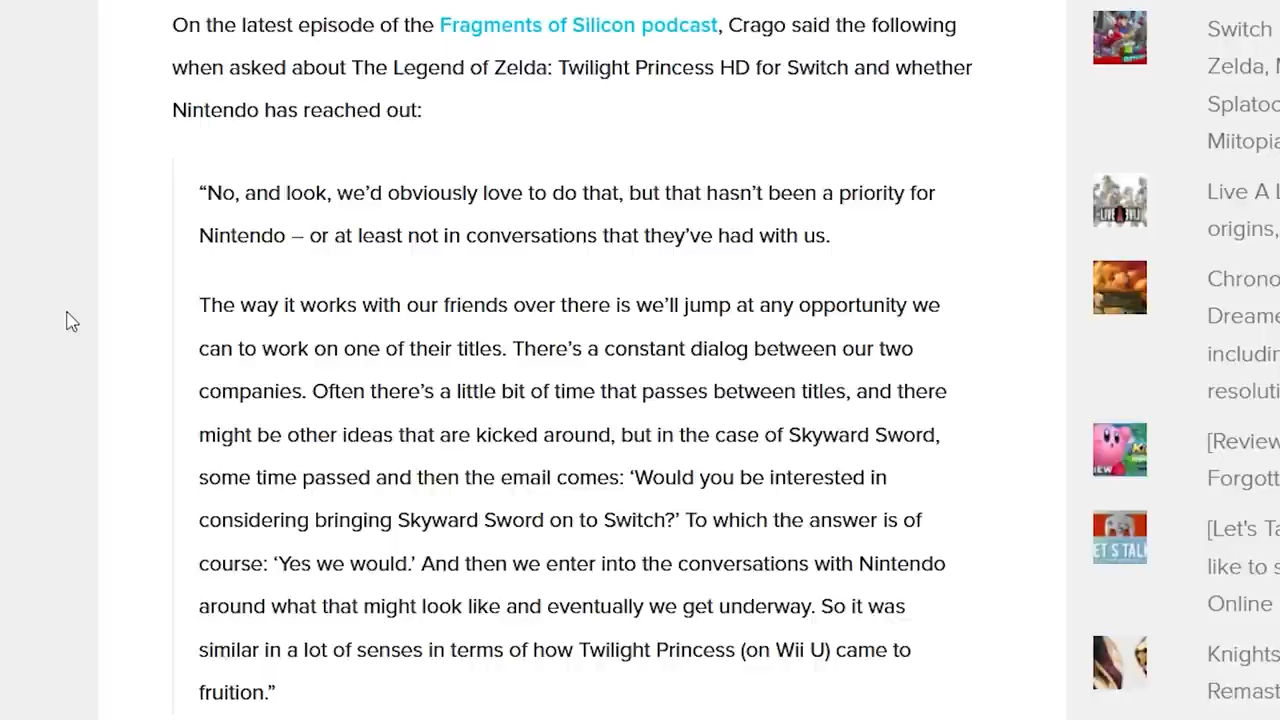 On the latest episode of the Fragments of Silicon podcast, Crago said the following
when asked about The Legend of Zelda: Twilight Princess HD for Switch and whether
Nintendo has reached out:
“No, and look, we’d obviously love to do that, but that hasn’t been a priority for
Nintendo – or at least not in conversations that they’ve had with us.
The way it works with our friends over there is we’ll jump at any opportunity we
can to work on one of their titles. There’s a constant dialog between our two
companies. Often there’s a little bit of time that passes between titles, and there
might be other ideas that are kicked around, but in the case of Skyward Sword,
some time passed and then the email comes: ‘Would you be interested in
considering bringing Skyward Sword on to Switch?’ To which the answer is of
course: ‘Yes we would.’ And then we enter into the conversations with Nintendo
around what that might look like and eventually we get underway. So it was
similar in a lot of senses in terms of how Twilight Princess (on Wii U) came to
fruition.”
Switch
Zelda,
Splatoo
Miitopia
Live A
origins,
Chrono
Dreame
includin
resoluti
[Review
Forgott
[Let's Ta
like to s
Online
Knights
Remast
LIVE A LIVE
IEW
ET'S TALK